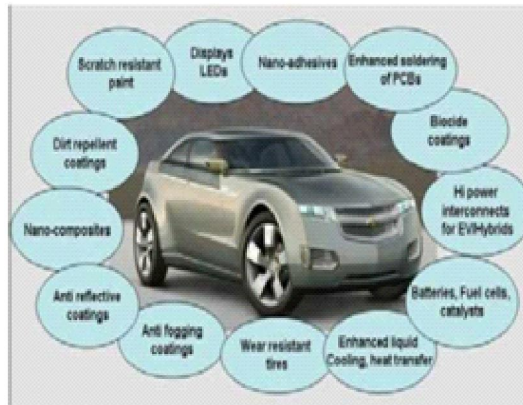 Displays
LEDs
Nano-adhesives
Enhanced soldering
of PCBs
Scratch resistant
paint
Biocide
coatings
Dirt repellent
coatings
Hi power
interconnects
for EV/Hybrids
Nano-composites
Batteries, Fuel cells,
catalysts
Anti reflective
coatings
Anti fogging
coatings
Wear resistant
tires
Enhanced liquid
Cooling, heat transfer